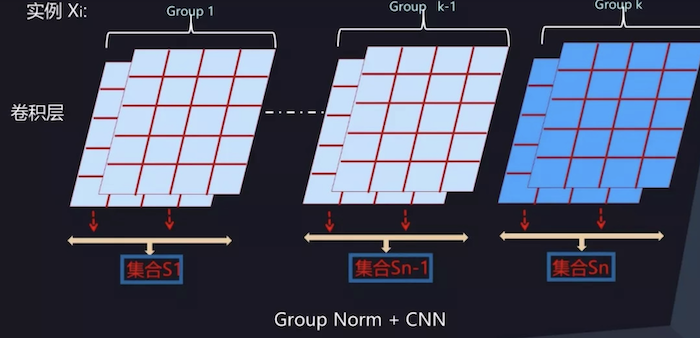 实例 Xi:
Group 1
Group k-1
Group k
卷积层
集合S1
集合Sn-1
集合Sn
Group Norm + CNN